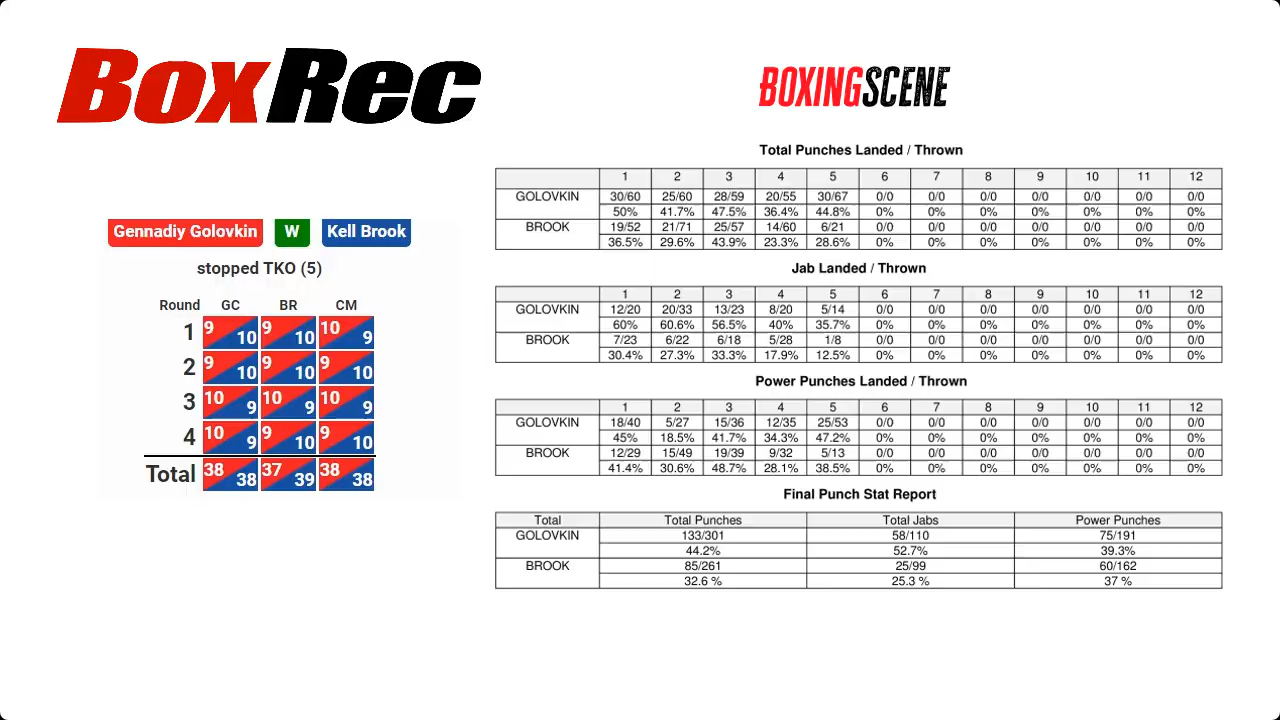 BoxRec
BOXINGSCENE
Gennadiy Golovkin W Kell Brook
stopped TKO (5)
Round GC BR CM
1 9 10 9 10 10 9
2 9 10 9 10 9 10
3 10 9 10 9 10 9
4 10 9 9 10 9 10
Total 38 38 37 39 38 38
Total Punches Landed / Thrown
1 2 3 4 5 6 7 8 9 10 11 12
GOLOVKIN 30/60 25/60 28/59 20/55 30/67 0/0 0/0 0/0 0/0 0/0 0/0 0/0
50% 41.7% 47.5% 36.4% 44.8% 0% 0% 0% 0% 0% 0% 0%
BROOK 19/52 21/71 25/57 14/60 6/21 0/0 0/0 0/0 0/0 0/0 0/0 0/0
36.5% 29.6% 43.9% 23.3% 28.6% 0% 0% 0% 0% 0% 0% 0%
Jab Landed / Thrown
1 2 3 4 5 6 7 8 9 10 11 12
GOLOVKIN 12/20 20/33 13/23 8/20 5/14 0/0 0/0 0/0 0/0 0/0 0/0 0/0
60% 60.6% 56.5% 40% 35.7% 0% 0% 0% 0% 0% 0% 0%
BROOK 7/23 6/22 6/18 5/28 1/8 0/0 0/0 0/0 0/0 0/0 0/0 0/0
30.4% 27.3% 33.3% 17.9% 12.5% 0% 0% 0% 0% 0% 0% 0%
Power Punches Landed / Thrown
1 2 3 4 5 6 7 8 9 10 11 12
GOLOVKIN 18/40 5/27 15/36 12/35 25/53 0/0 0/0 0/0 0/0 0/0 0/0 0/0
45% 18.5% 41.7% 34.3% 47.2% 0% 0% 0% 0% 0% 0% 0%
BROOK 12/29 15/49 19/39 9/32 5/13 0/0 0/0 0/0 0/0 0/0 0/0 0/0
41.4% 30.6% 48.7% 28.1% 38.5% 0% 0% 0% 0% 0% 0% 0%
Final Punch Stat Report
Total Total Punches Total Jabs Power Punches
GOLOVKIN 133/301 58/110 75/191
44.2% 52.7% 39.3%
BROOK 85/261 25/99 60/162
32.6 % 25.3 % 37 %